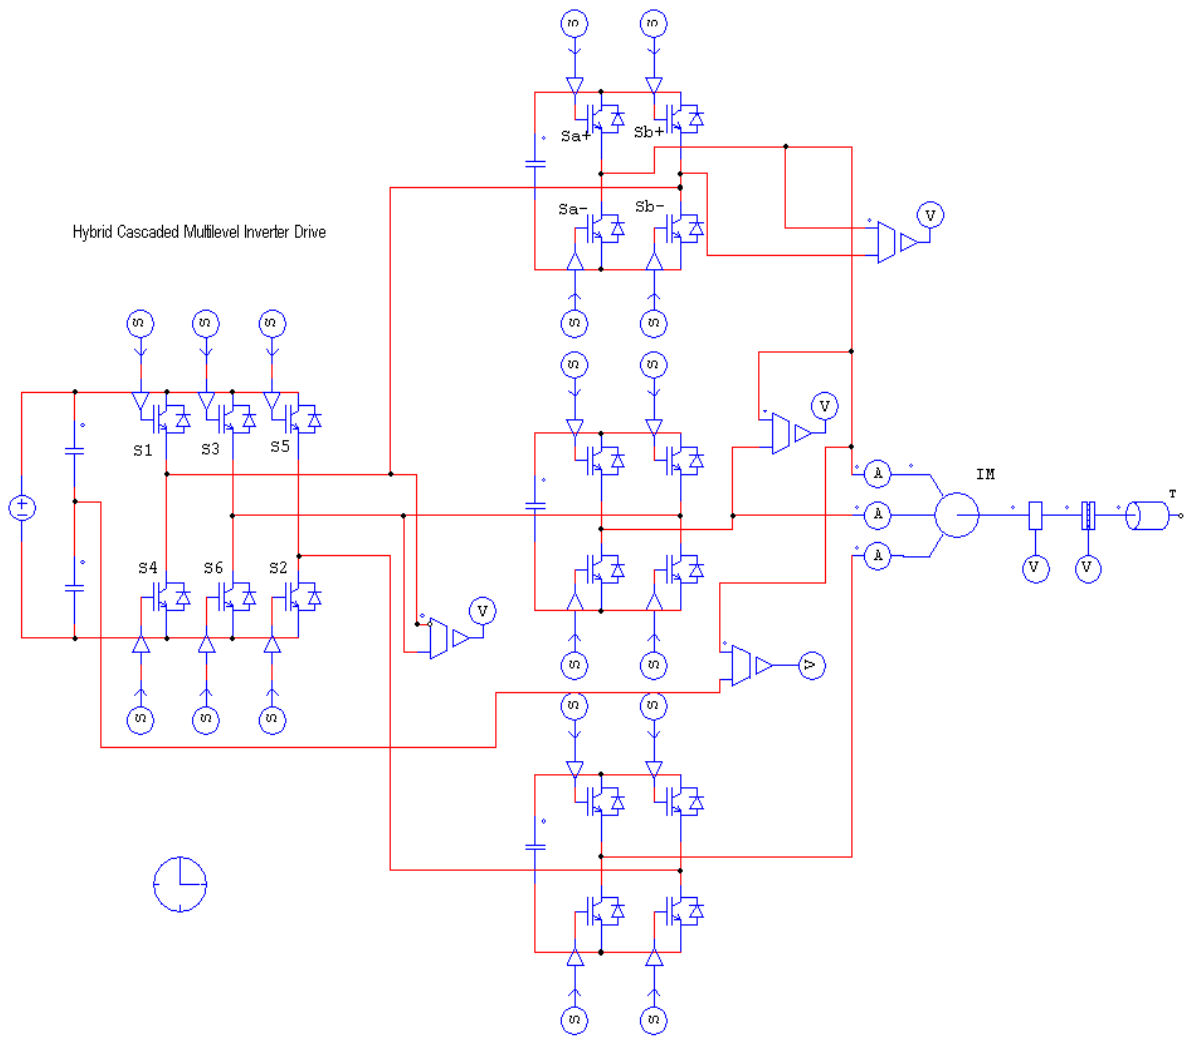 S S
Sa+ Sb+
Sa- Sb-
V
Hybrid Cascaded Multilevel Inverter Drive
S S S S S
S S
V
S1 S3 S5
A IM
T
A
A
S4 S6 S2
V V
V
S S
V
S S S S S
S S